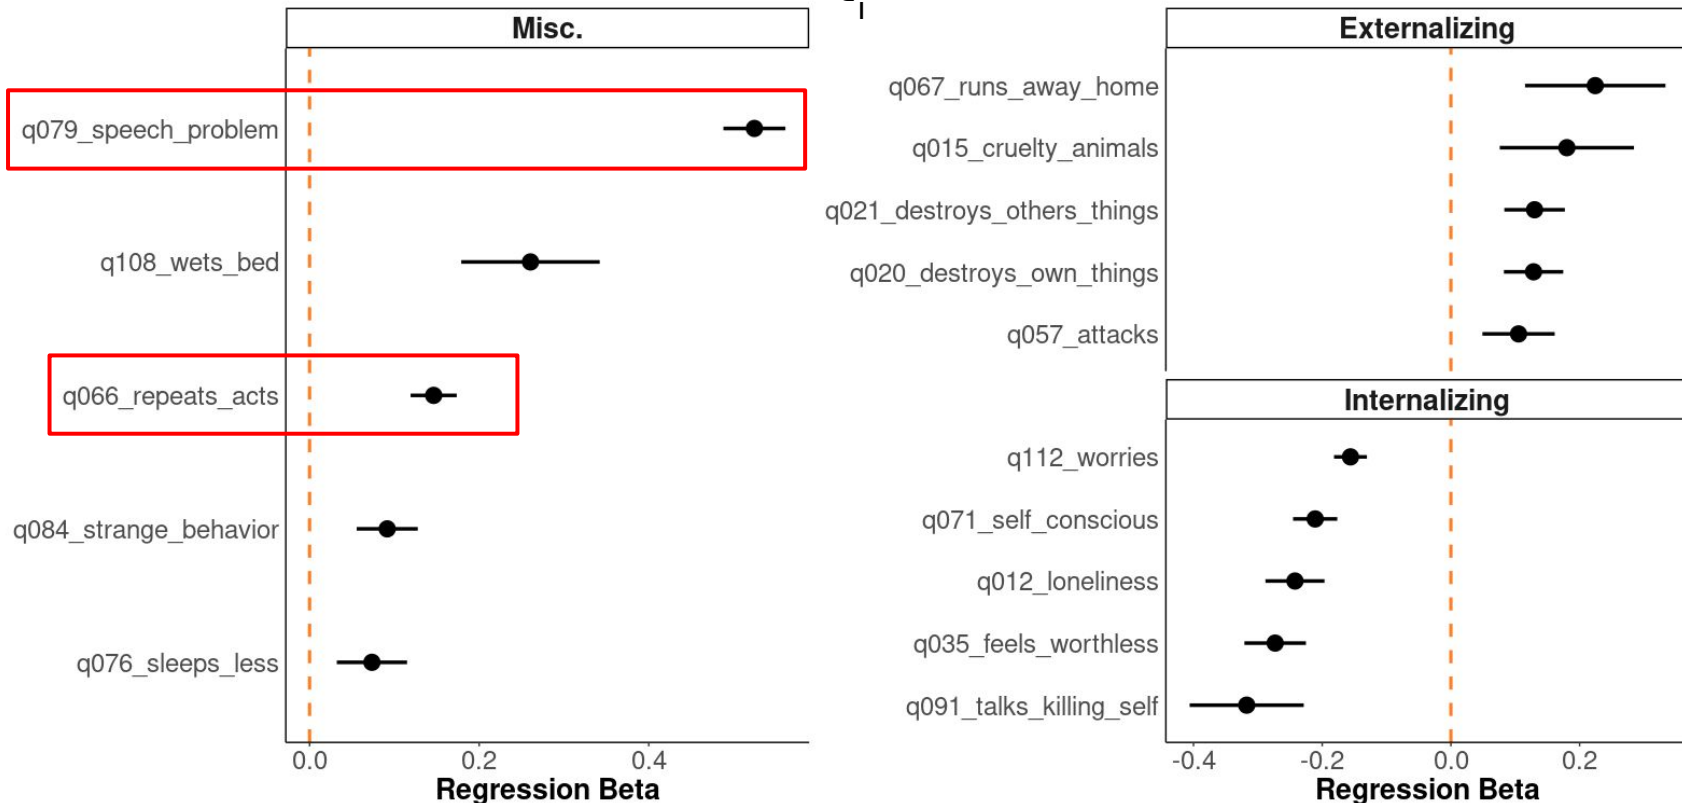 Misc.
q079_speech_problem
q108_wets_bed
q066_repeats_acts
q084_strange_behavior
q076_sleeps_less
0.0 0.2 0.4
Regression Beta
Externalizing
q067_runs_away_home
q015_cruelty_animals
q021_destroys_others_things
q020_destroys_own_things
q057_attacks
Internalizing
q112_worries
q071_self_conscious
q012_loneliness
q035_feels_worthless
q091_talks_killing_self
-0.4 -0.2 0.0 0.2
Regression Beta